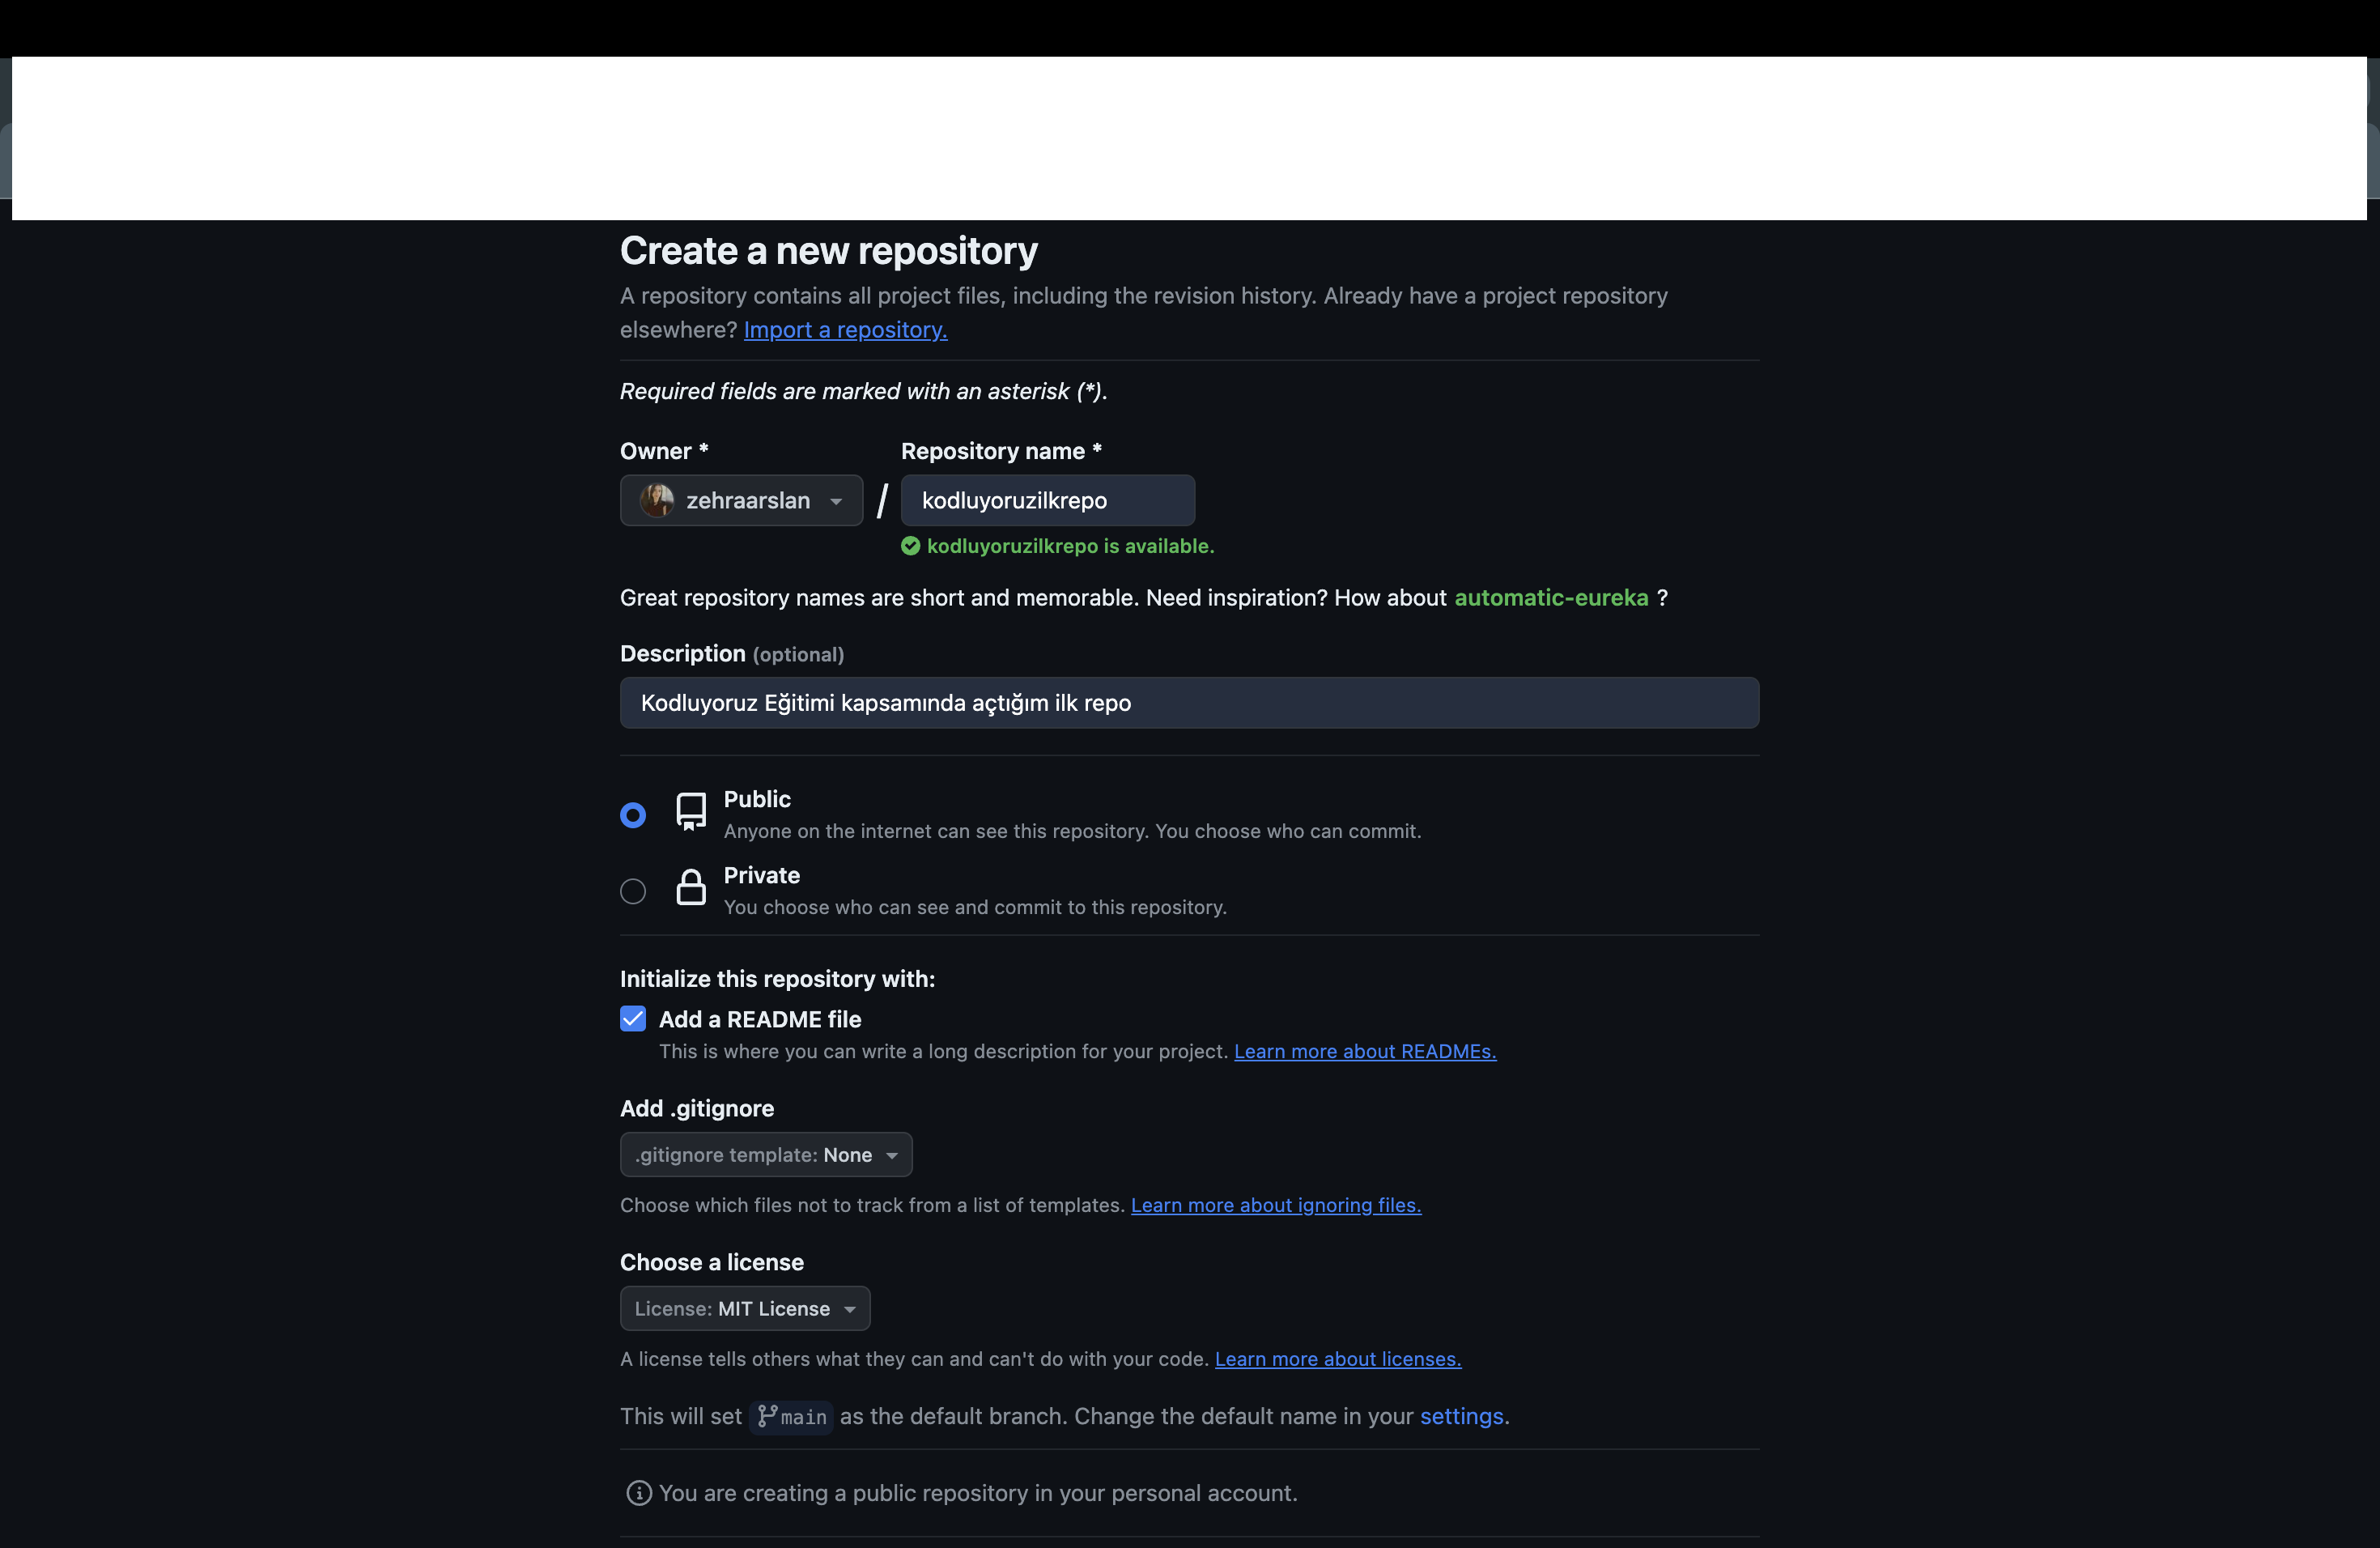 Create a new repository
A repository contains all project files, including the revision history. Already have a project repository
elsewhere? Import a repository.
Required fields are marked with an asterisk (*).
Owner * Repository name *
zehraarslan / kodluyoruzilkrepo
kodluyoruzilkrepo is available.
Great repository names are short and memorable. Need inspiration? How about automatic-eureka ?
Description (optional)
Kodluyoruz Eğitimi kapsamında açtığım ilk repo
Public
Anyone on the internet can see this repository. You choose who can commit.
Private
You choose who can see and commit to this repository.
Initialize this repository with:
Add a README file
This is where you can write a long description for your project. Learn more about READMEs.
Add .gitignore
.gitignore template: None
Choose which files not to track from a list of templates. Learn more about ignoring files.
Choose a license
License: MIT License
A license tells others what they can and can't do with your code. Learn more about licenses.
This will set main as the default branch. Change the default name in your settings.
You are creating a public repository in your personal account.